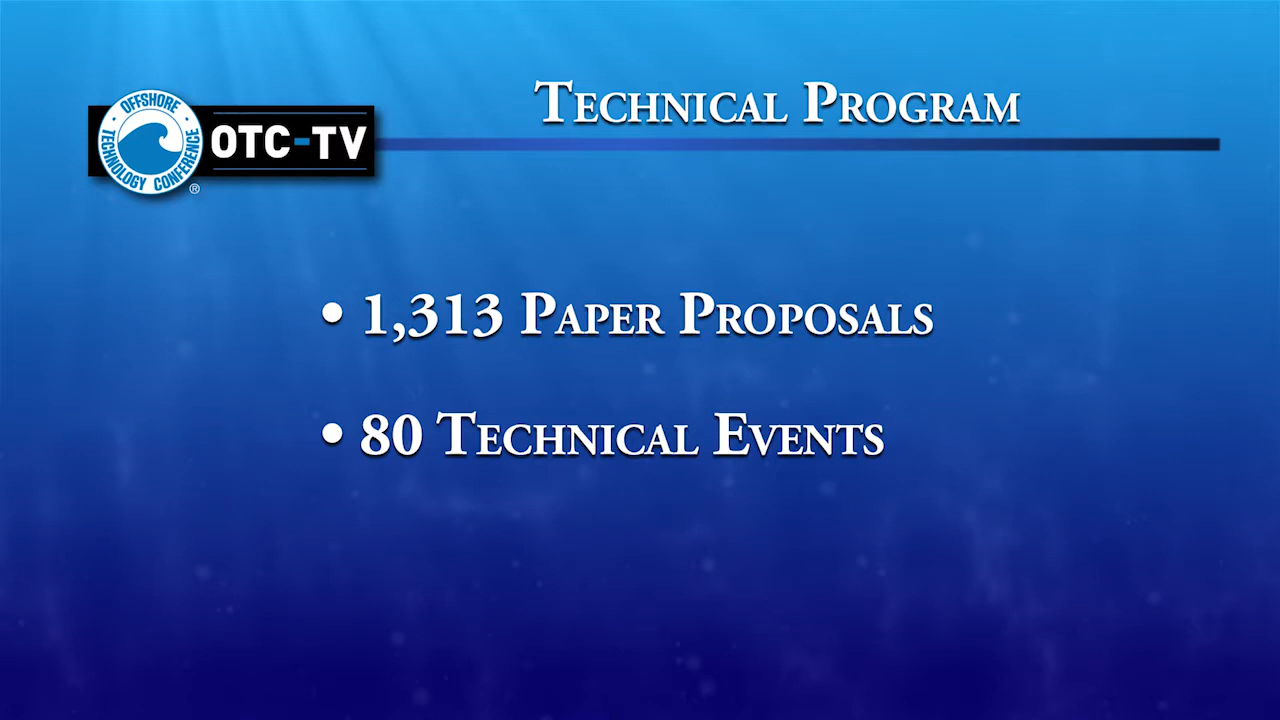 Technical Program
OFFSHORE
TECHNOLOGY CONFERENCE
®
OTC-TV
• 1,313 Paper Proposals
• 80 Technical Events